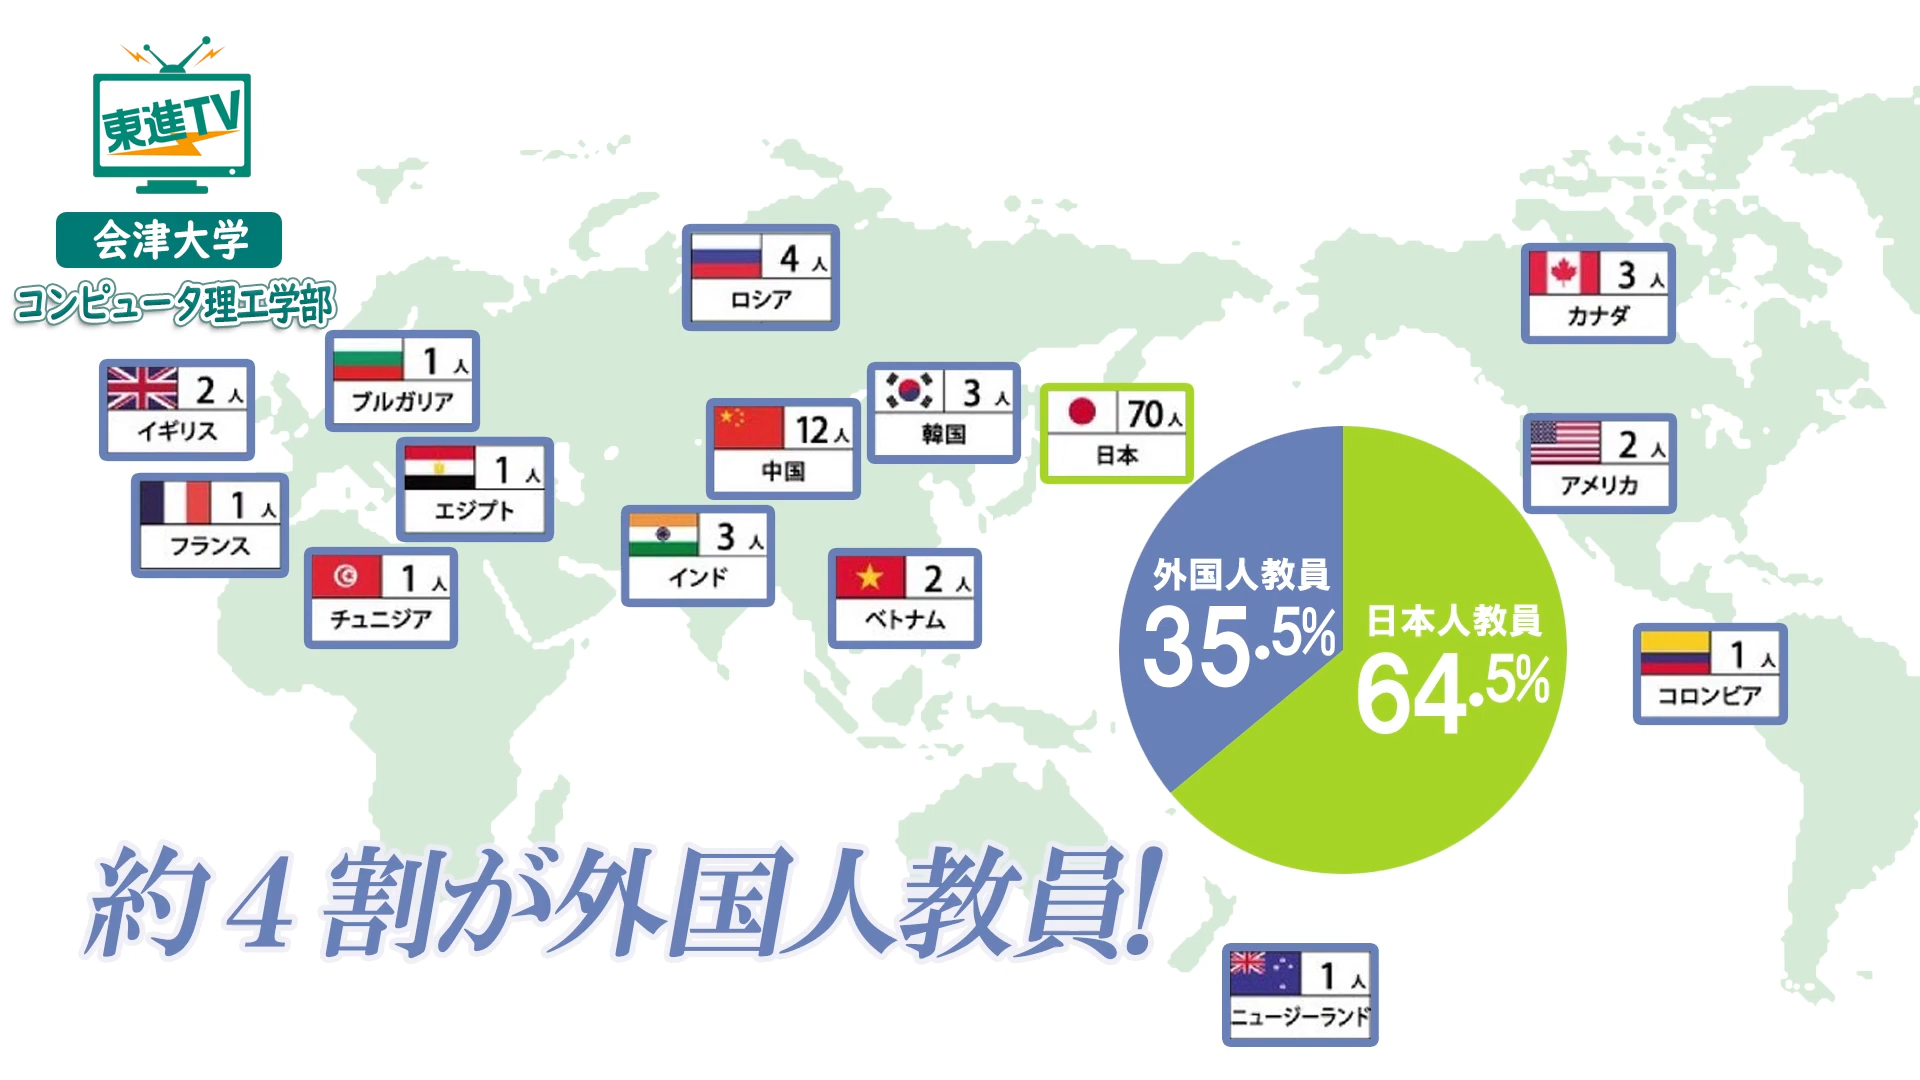 東進TV
会津大学
コンピュータ理工学部
4人
ロシア
3人
カナダ
1人
ブルガリア
2人
イギリス
3人
韓国
70人
日本
12人
中国
2人
アメリカ
1人
エジプト
1人
フランス
3人
インド
2人
ベトナム
1人
チュニジア
外国人教員
35.5%
日本人教員
64.5%
1人
コロンビア
約4割が外国人教員!
1人
ニュージーランド